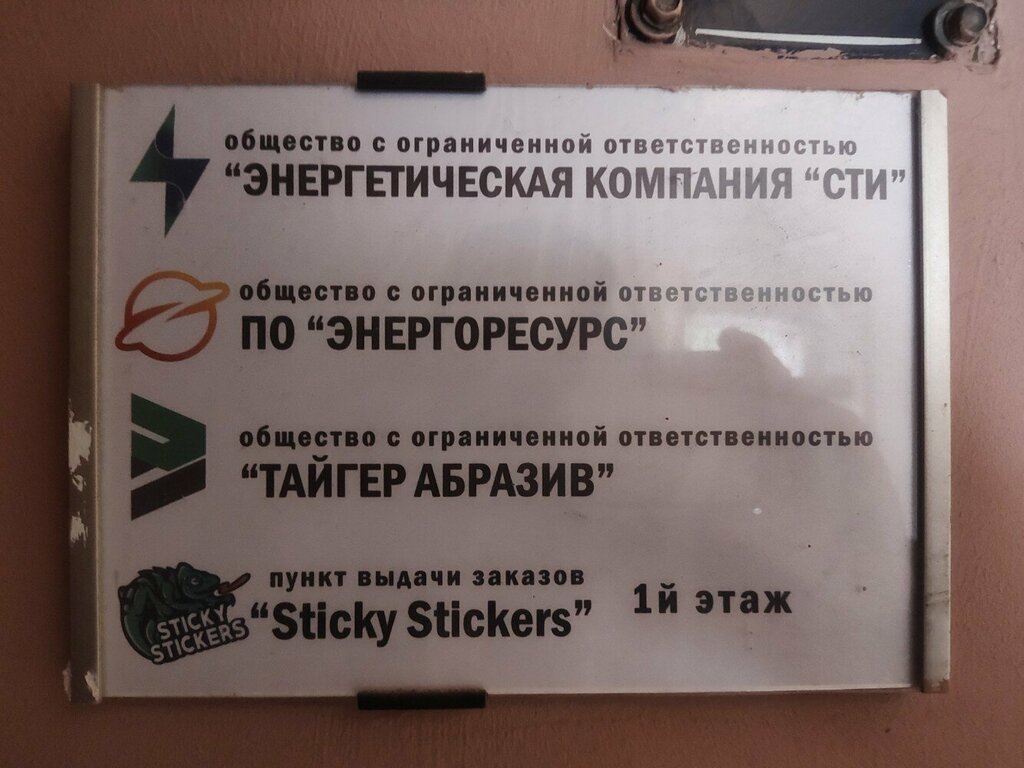 общество с ограниченной ответственностью
“ЭНЕРГЕТИЧЕСКАЯ КОМПАНИЯ “СТИ”
общество с ограниченной ответственностью
ПО “ЭНЕРГОРЕСУРС”
общество с ограниченной ответственностью
“ТАЙГЕР АБРАЗИВ”
пункт выдачи заказов
“Sticky Stickers”
1й этаж
STICKY
STICKERS